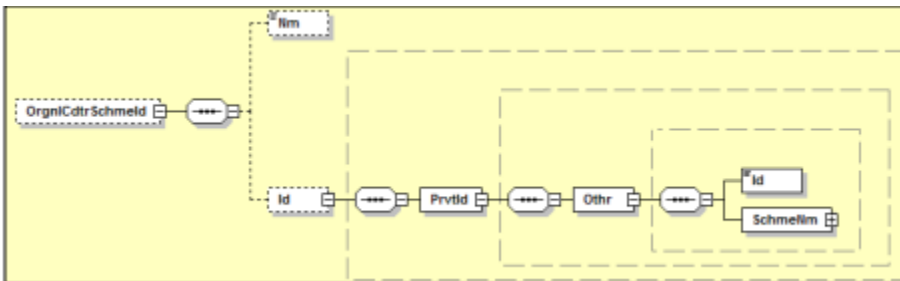 Nm
OrgnlCdtrSchmeId
Id
PrvtId
Othr
Id
SchmeNm